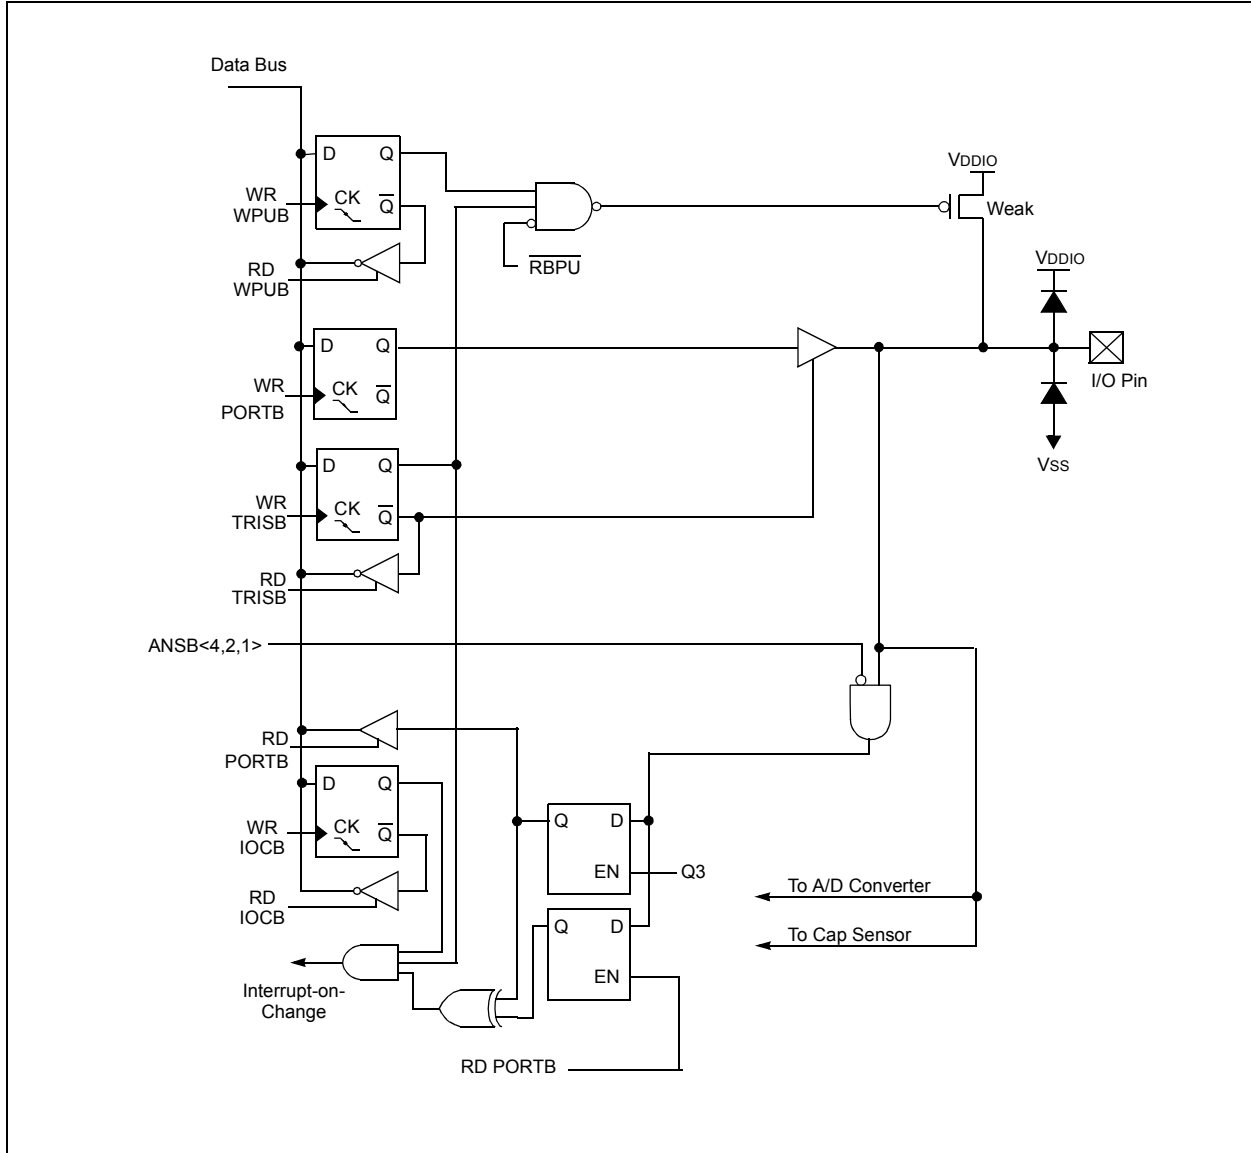 Data Bus
D Q
CK Q
WR
WPUB
RD
WPUB
RBPU
VDDIO
Weak
VDDIO
I/O Pin
VSS
D Q
CK Q
WR
PORTB
D Q
CK Q
WR
TRISB
RD
TRISB
ANSB<4,2,1>
RD
PORTB
D Q
CK Q
WR
IOCB
RD
IOCB
Q D
EN
Q3
Q D
EN
To A/D Converter
To Cap Sensor
Interrupt-on-
Change
RD PORTB